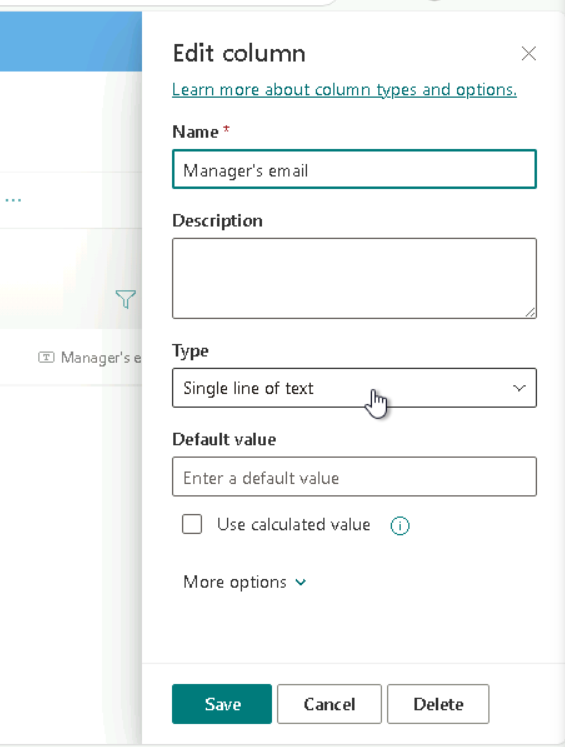 Edit column
Learn more about column types and options.
Name *
Manager's email
Description
...
Type
Manager's e
Single line of text
Default value
Enter a default value
Use calculated value
More options
Save Cancel Delete